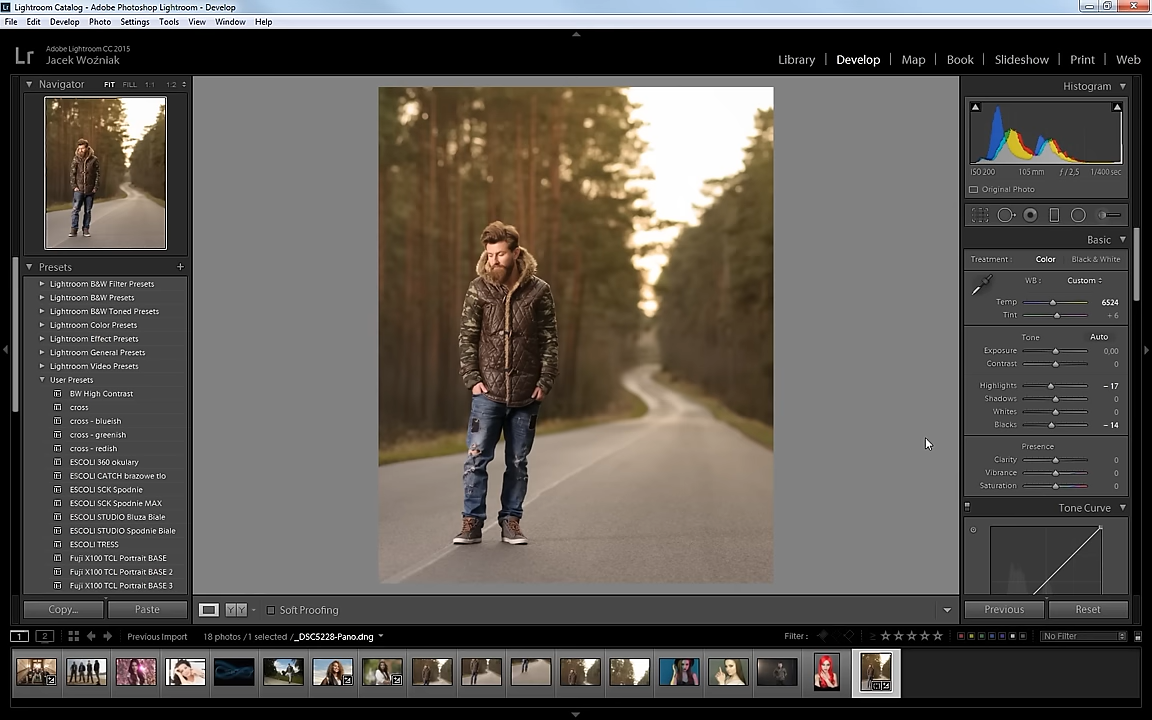 Lightroom Catalog - Adobe Photoshop Lightroom - Develop
File Edit Develop Photo Settings Tools View Window Help
Lr Adobe Lightroom CC 2015
Jacek Woźniak
Library | Develop | Map | Book | Slideshow | Print | Web
Navigator FIT FILL 1:1 1:2
Presets +
Lightroom B&W Filter Presets
Lightroom B&W Presets
Lightroom B&W Toned Presets
Lightroom Color Presets
Lightroom Effect Presets
Lightroom General Presets
Lightroom Video Presets
User Presets
BW High Contrast
cross
cross - blueish
cross - greenish
cross - redish
ESCOLI 360 okulary
ESCOLI CATCH brazowe tlo
ESCOLI SCK Spodnie
ESCOLI SCK Spodnie MAX
ESCOLI STUDIO Bluza Biale
ESCOLI STUDIO Spodnie Biale
ESCOLI TRESS
Fuji X100 TCL Portrait BASE
Fuji X100 TCL Portrait BASE 2
Fuji X100 TCL Portrait BASE 3
Copy... Paste
Y Y Soft Proofing
Histogram
ISO 200 105 mm ƒ / 2,5 1/400 sec
Original Photo
Basic
Treatment : Color Black & White
WB : Custom
Temp 6524
Tint + 6
Tone Auto
Exposure 0,00
Contrast 0
Highlights – 17
Shadows 0
Whites 0
Blacks – 14
Presence
Clarity 0
Vibrance 0
Saturation 0
Tone Curve
Previous Reset
1 2 Previous Import 18 photos / 1 selected / _DSC5228-Pano.dng Filter : ≥ No Filter